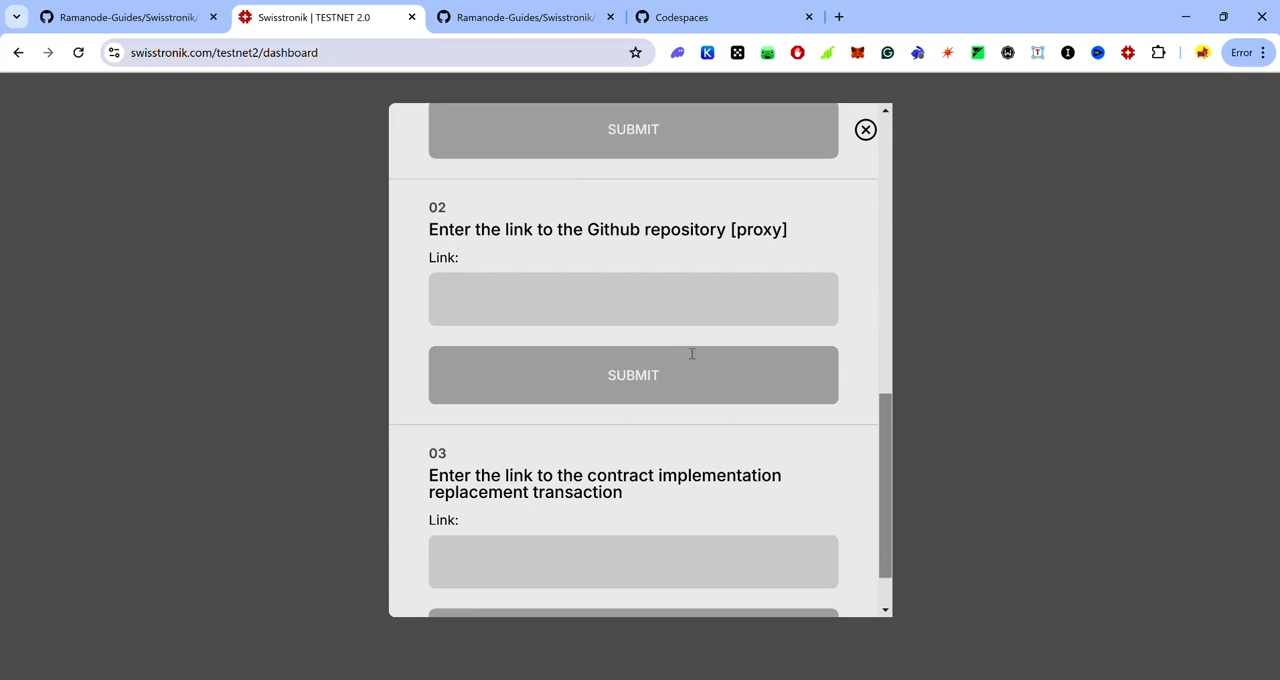 Ramanode-Guides/Swisstronik/
Swisstronik | TESTNET 2.0
Ramanode-Guides/Swisstronik/
Codespaces
swisstronik.com/testnet2/dashboard
Error
SUBMIT
02
Enter the link to the Github repository [proxy]
Link:
SUBMIT
03
Enter the link to the contract implementation
replacement transaction
Link: